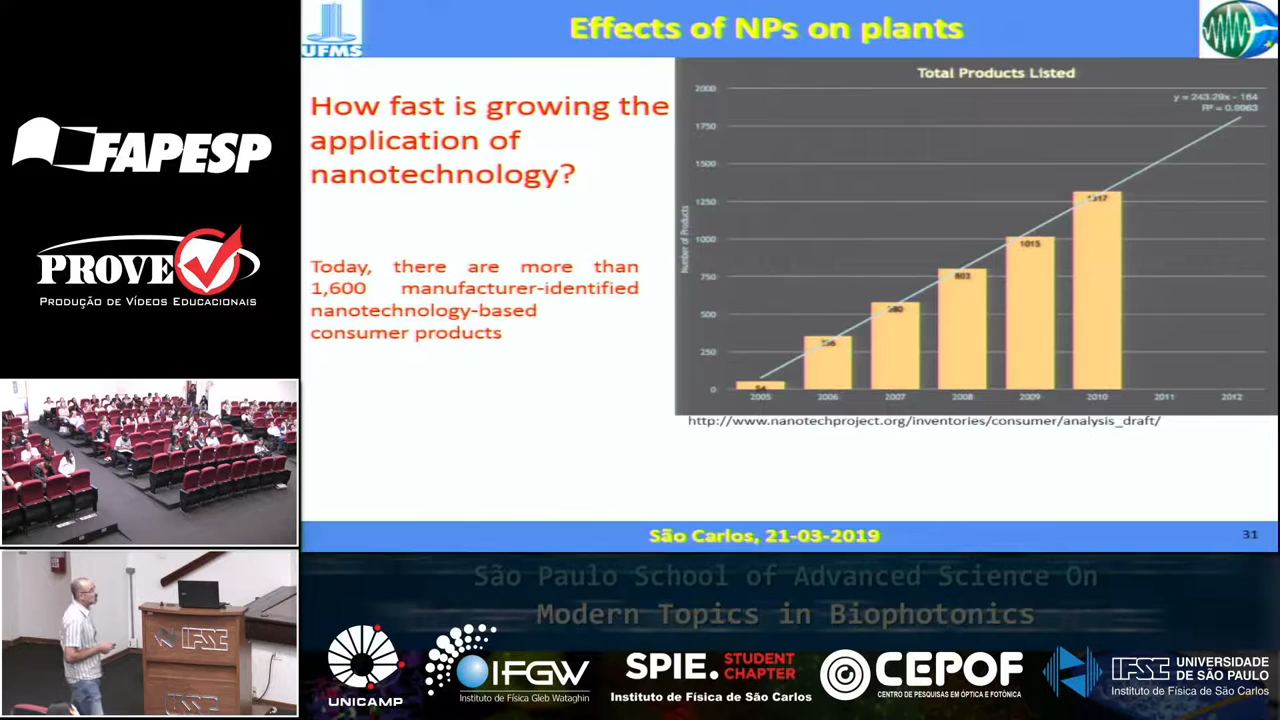 FAPESP
PROVE
PRODUÇÃO DE VÍDEOS EDUCACIONAIS
UFMS
Effects of NPs on plants
How fast is growing the
application of
nanotechnology?
Today, there are more than
1,600 manufacturer-identified
nanotechnology-based
consumer products
Total Products Listed
y = 243.29x - 164
R² = 0.9963
Number of Products
2000
1750
1500
1250
1000
750
500
250
0
54
356
580
803
1015
1317
2005 2006 2007 2008 2009 2010 2011 2012
http://www.nanotechproject.org/inventories/consumer/analysis_draft/
São Carlos, 21-03-2019
31
IFSC
São Paulo School of Advanced Science On
Modern Topics in Biophotonics
UNICAMP
IFGW
Instituto de Física Gleb Wataghin
SPIE. STUDENT
CHAPTER
Instituto de Física de São Carlos
CEPOF
CENTRO DE PESQUISAS EM ÓPTICA E FOTÔNICA
IFSC UNIVERSIDADE
DE SÃO PAULO
Instituto de Física de São Carlos